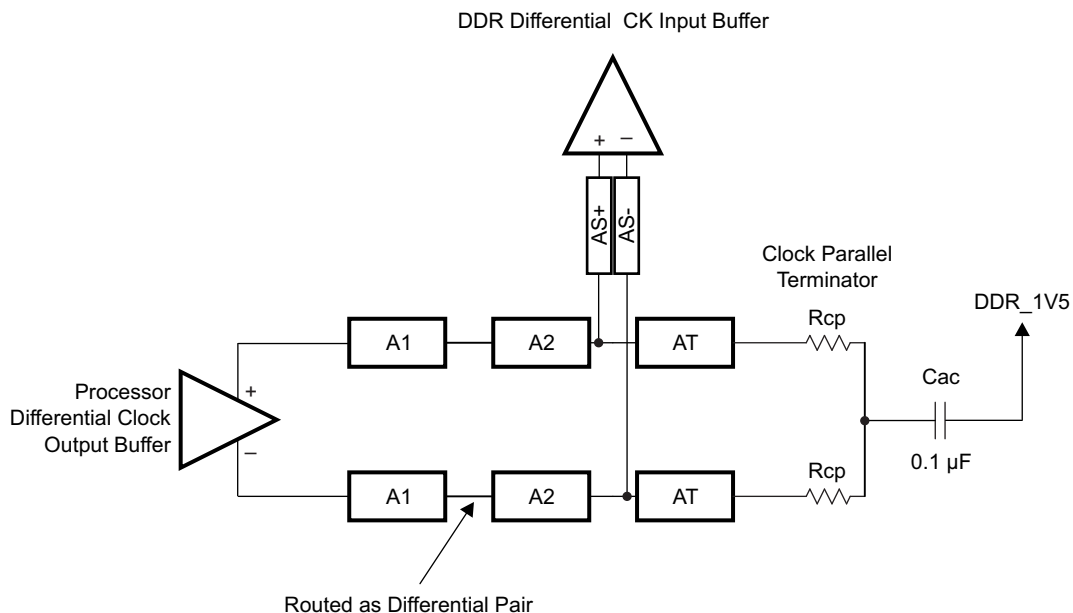 DDR Differential CK Input Buffer
+ −
AS+ AS-
Clock Parallel
Terminator
DDR_1V5
Rcp
A1 A2 AT
Cac
Processor
Differential Clock
Output Buffer
+
−
0.1 µF
Rcp
A1 A2 AT
Routed as Differential Pair